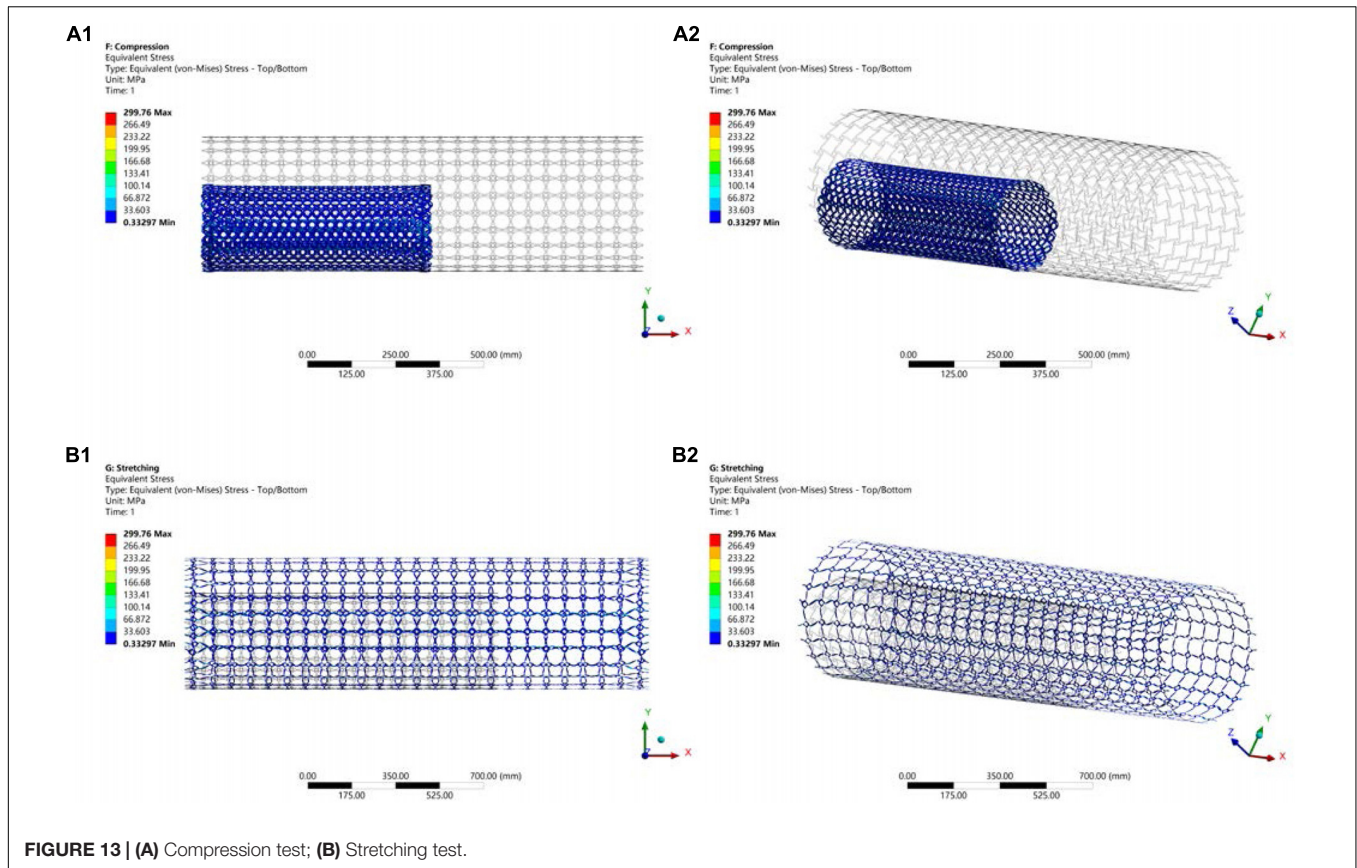 A1
F: Compression
Equivalent Stress
Type: Equivalent (von-Mises) Stress - Top/Bottom
Unit: MPa
Time: 1
299.76 Max
266.49
233.22
199.95
166.68
133.41
100.14
66.872
33.603
0.33297 Min
Y
Z
X
0.00 250.00 500.00 (mm)
125.00 375.00
A2
F: Compression
Equivalent Stress
Type: Equivalent (von-Mises) Stress - Top/Bottom
Unit: MPa
Time: 1
299.76 Max
266.49
233.22
199.95
166.68
133.41
100.14
66.872
33.603
0.33297 Min
Y
Z
X
0.00 250.00 500.00 (mm)
125.00 375.00
B1
G: Stretching
Equivalent Stress
Type: Equivalent (von-Mises) Stress - Top/Bottom
Unit: MPa
Time: 1
299.76 Max
266.49
233.22
199.95
166.68
133.41
100.14
66.872
33.603
0.33297 Min
Y
Z
X
0.00 350.00 700.00 (mm)
175.00 525.00
B2
G: Stretching
Equivalent Stress
Type: Equivalent (von-Mises) Stress - Top/Bottom
Unit: MPa
Time: 1
299.76 Max
266.49
233.22
199.95
166.68
133.41
100.14
66.872
33.603
0.33297 Min
Y
Z
X
0.00 350.00 700.00 (mm)
175.00 525.00
FIGURE 13 | (A) Compression test; (B) Stretching test.